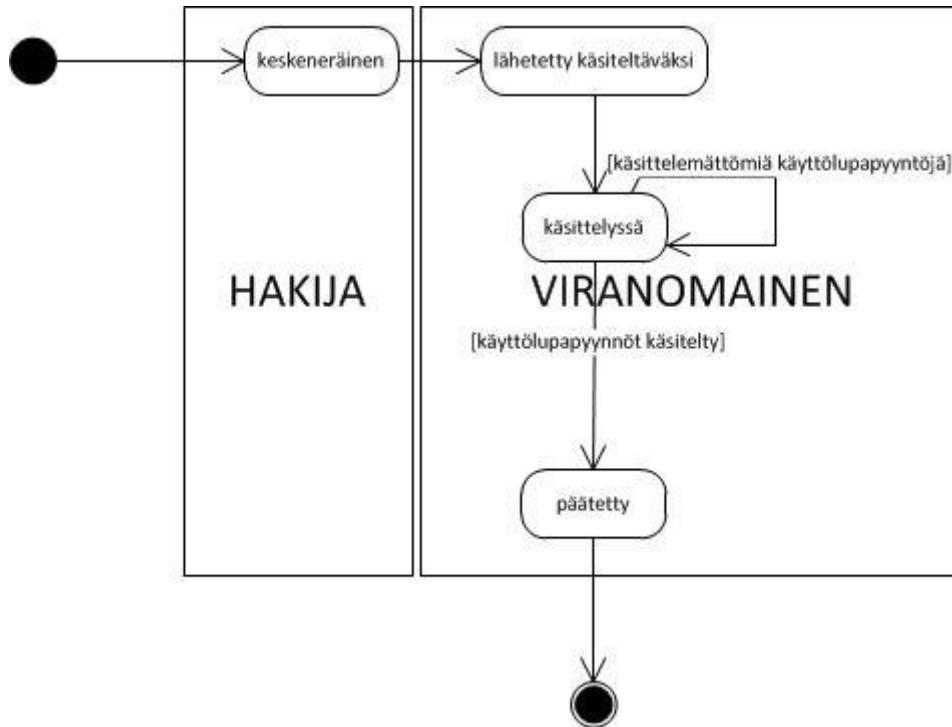 keskeneräinen
lähetetty käsiteltäväksi
[käsittelemättömiä käyttölupapyyntöjä]
käsittelyssä
HAKIJA
VIRANOMAINEN
[käyttölupapyynnöt käsitelty]
päätetty